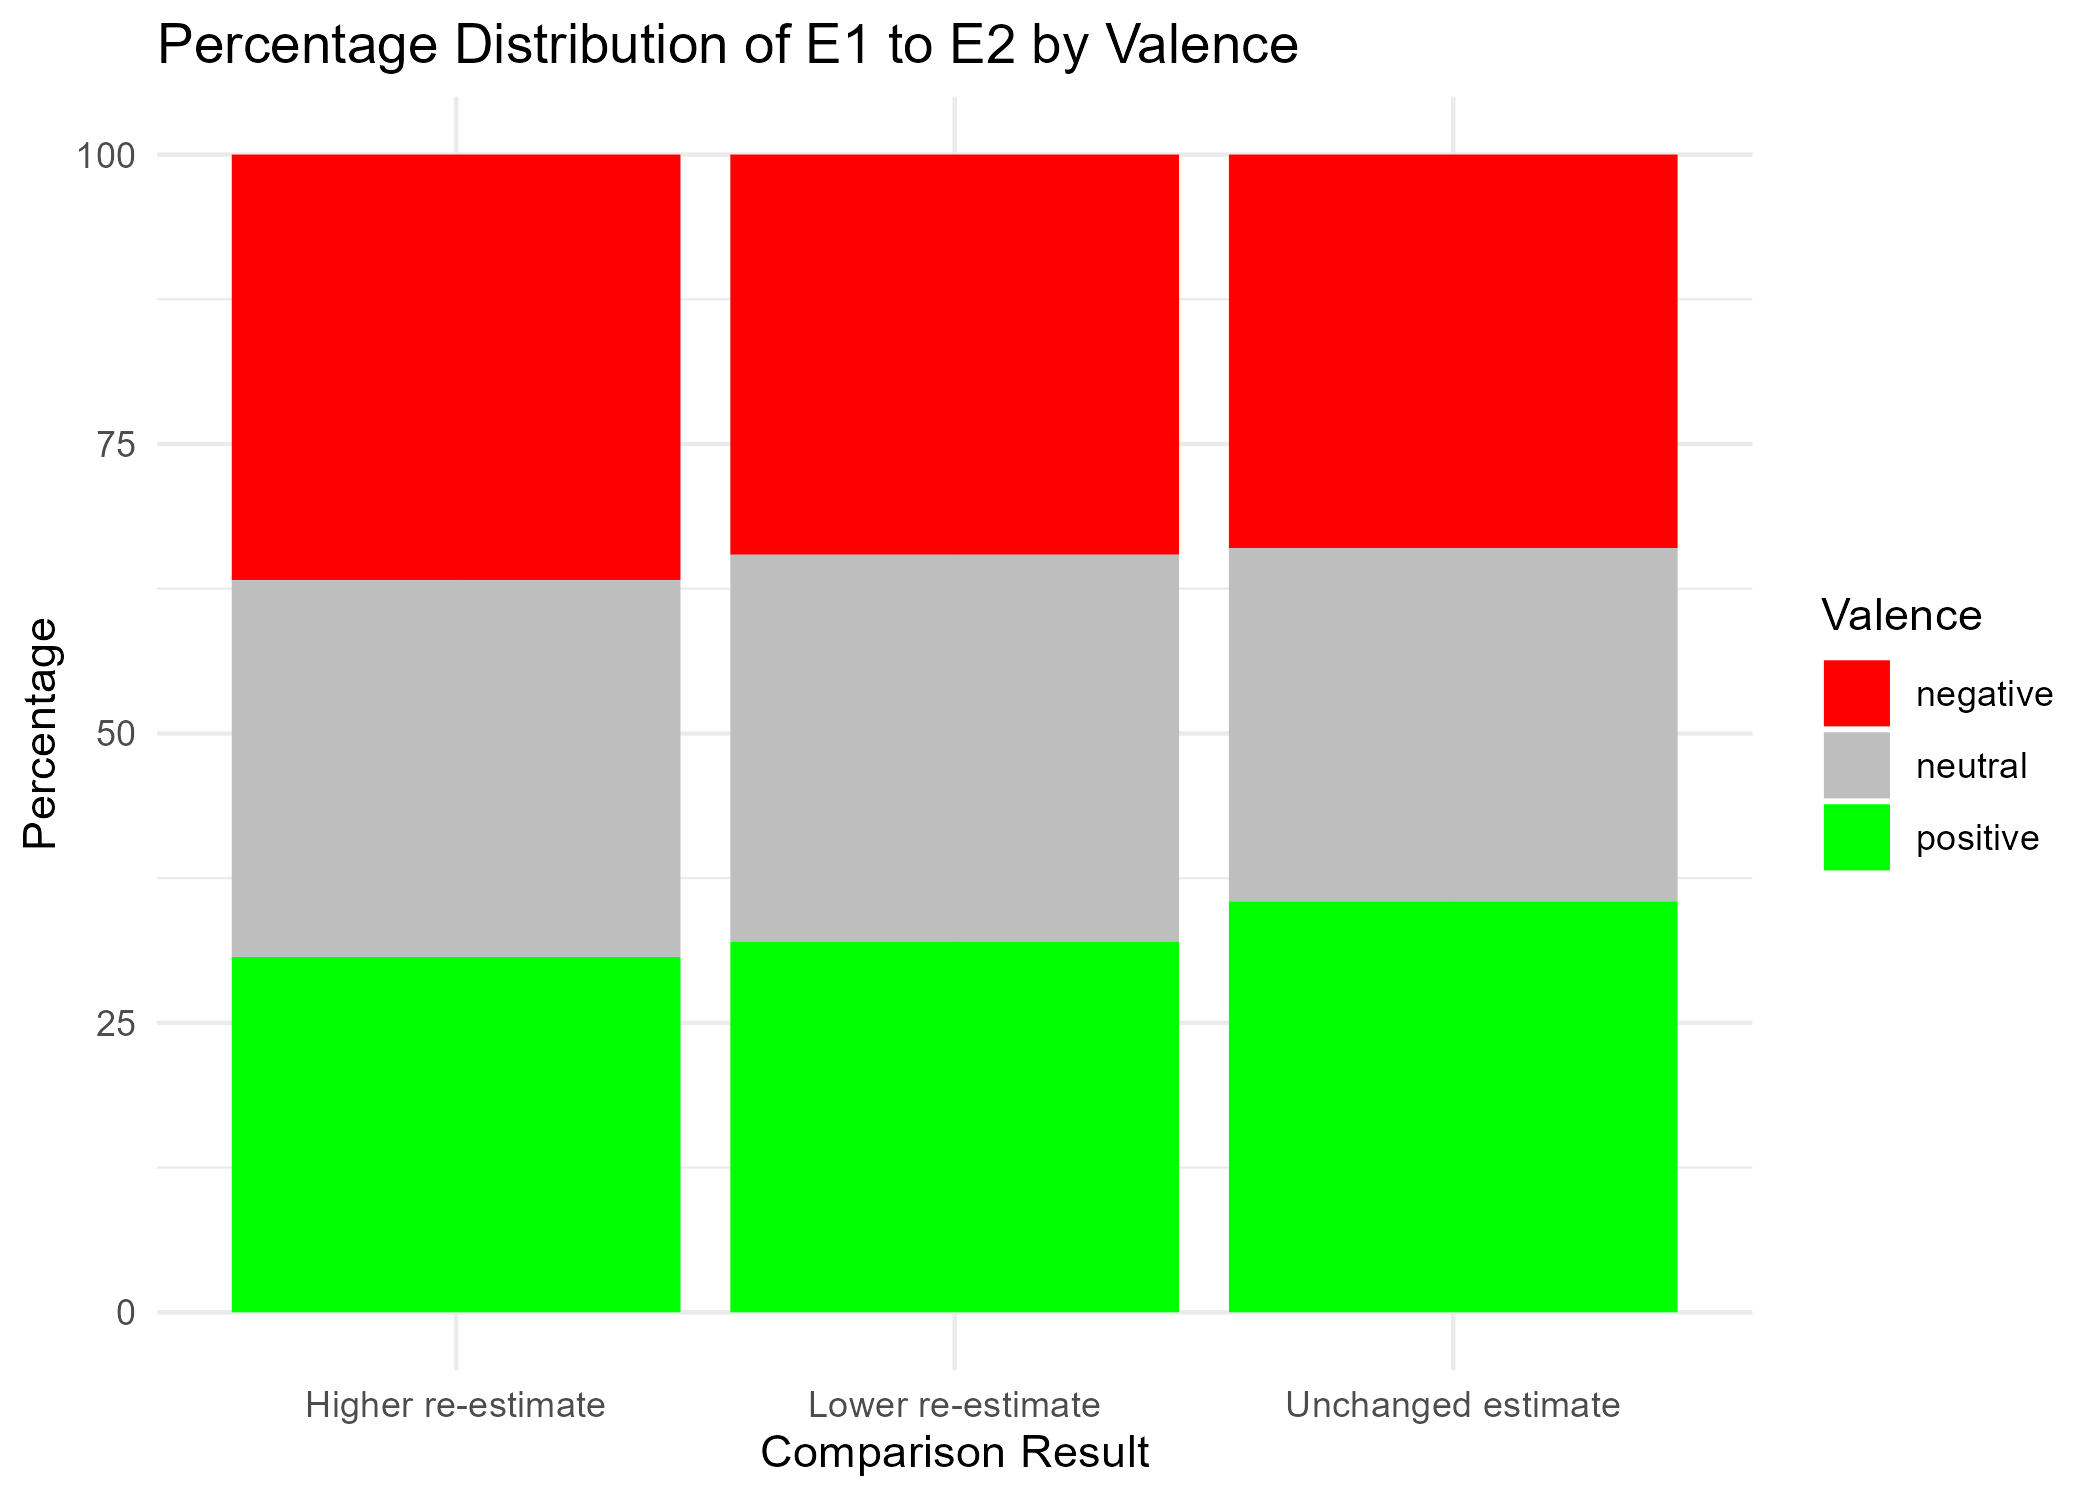 Percentage Distribution of E1 to E2 by Valence
Percentage
100
75
50
25
0
Higher re-estimate
Lower re-estimate
Unchanged estimate
Comparison Result
Valence
negative
neutral
positive